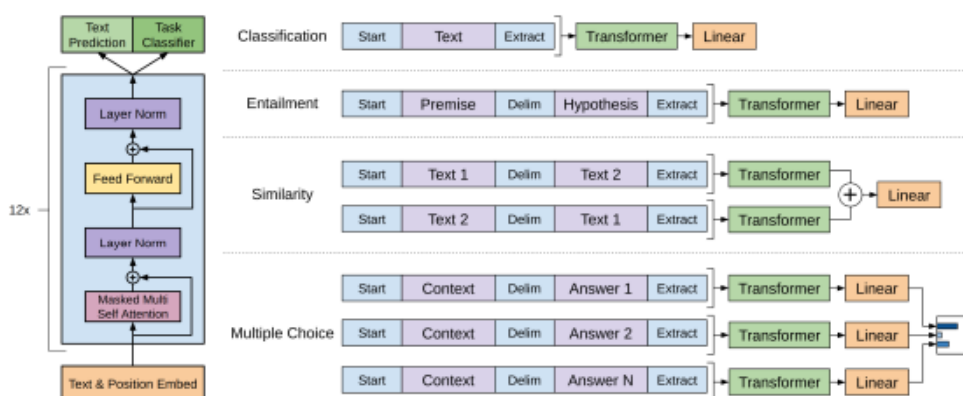 Text
Prediction
Task
Classifier
Layer Norm
Feed Forward
12x
Layer Norm
Masked Multi
Self Attention
Text & Position Embed
Classification
Start Text Extract Transformer Linear
Entailment
Start Premise Delim Hypothesis Extract Transformer Linear
Similarity
Start Text 1 Delim Text 2 Extract Transformer
Linear
Start Text 2 Delim Text 1 Extract Transformer
Multiple Choice
Start Context Delim Answer 1 Extract Transformer Linear
Start Context Delim Answer 2 Extract Transformer Linear
Start Context Delim Answer N Extract Transformer Linear